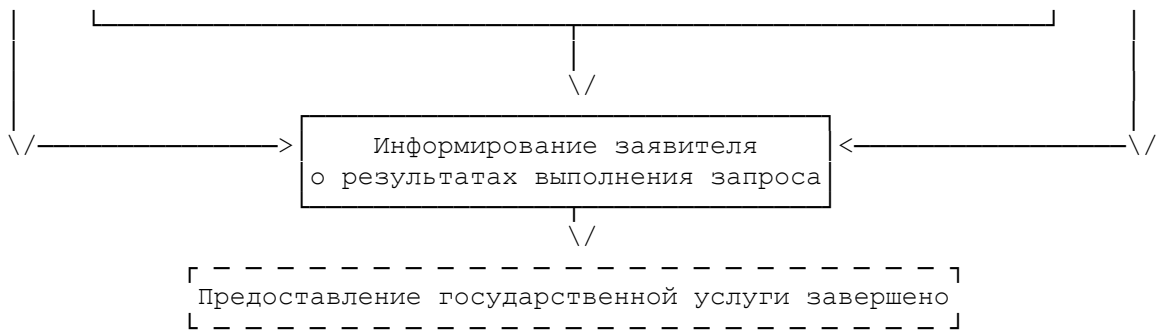 Информирование заявителя
о результатах выполнения запроса
Предоставление государственной услуги завершено